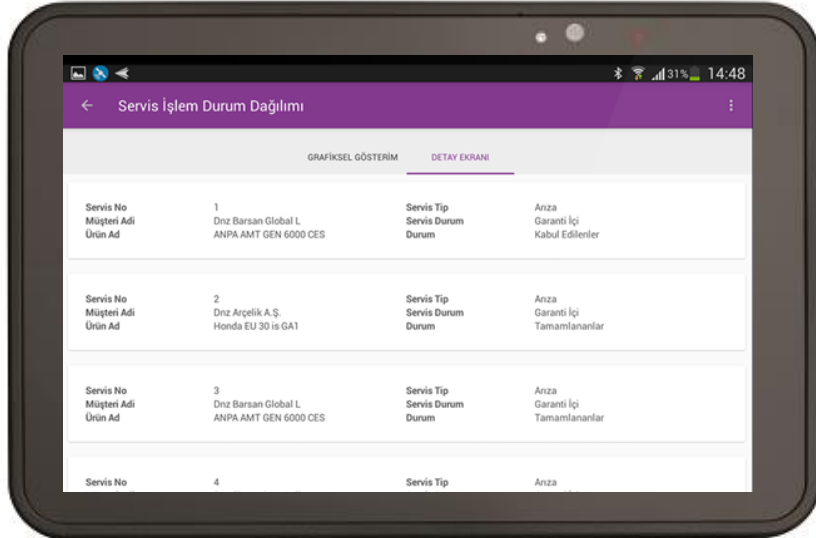 31% 14:48
Servis İşlem Durum Dağılımı
GRAFİKSEL GÖSTERİM DETAY EKRANI
Servis No 1 Servis Tip Arıza
Müşteri Adi Dnz Barsan Global L Servis Durum Garanti İçi
Ürün Ad ANPA AMT GEN 6000 CES Durum Kabul Edilenler
Servis No 2 Servis Tip Arıza
Müşteri Adi Dnz Arçelik A.Ş. Servis Durum Garanti İçi
Ürün Ad Honda EU 30 is GA1 Durum Tamamlananlar
Servis No 3 Servis Tip Arıza
Müşteri Adi Dnz Barsan Global L Servis Durum Garanti İçi
Ürün Ad ANPA AMT GEN 6000 CES Durum Tamamlananlar
Servis No 4 Servis Tip Arıza